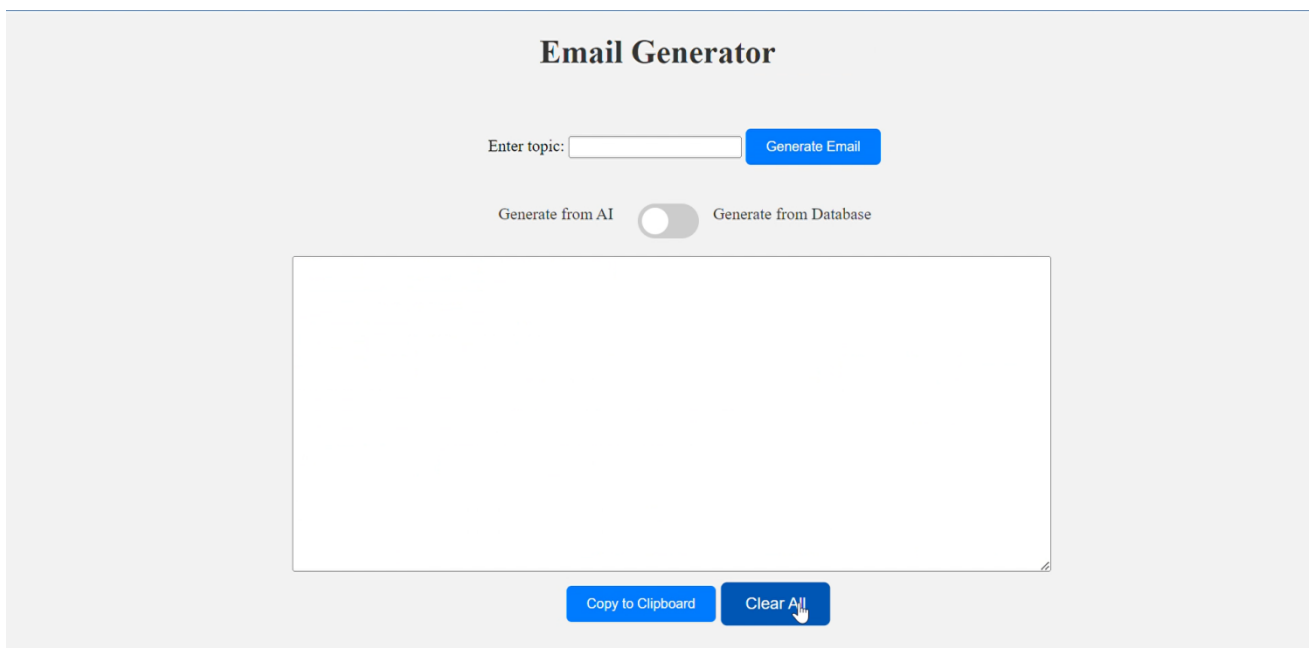 Email Generator
Enter topic: Generate Email
Generate from AI Generate from Database
Copy to Clipboard Clear All